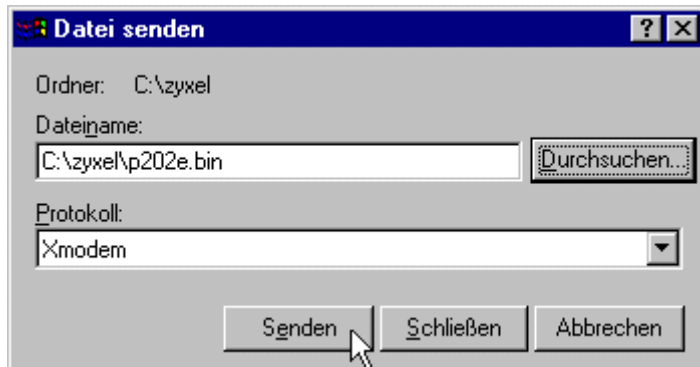 Datei senden
Ordner: C:\zyxel
Dateiname:
C:\zyxel\p202e.bin Durchsuchen...
Protokoll:
Xmodem
Senden Schließen Abbrechen